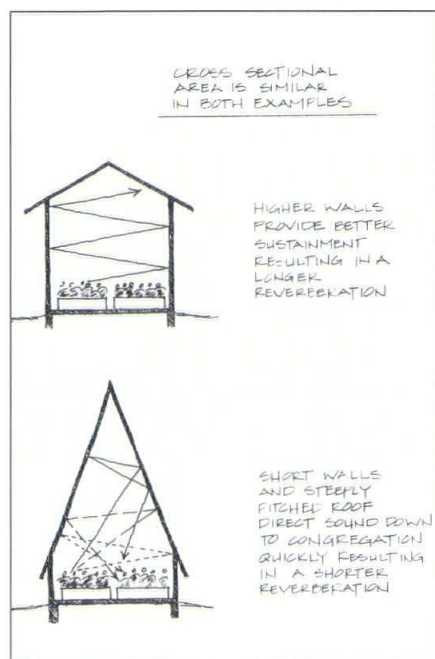 CROSS SECTIONAL
AREA IS SIMILAR
IN BOTH EXAMPLES
HIGHER WALLS
PROVIDE BETTER
SUSTAINMENT
RESULTING IN A
LONGER
REVERBERATION
SHORT WALLS
AND STEEPLY
PITCHED ROOF
DIRECT SOUND DOWN
TO CONGREGATION
QUICKLY RESULTING
IN A SHORTER
REVERBERATION